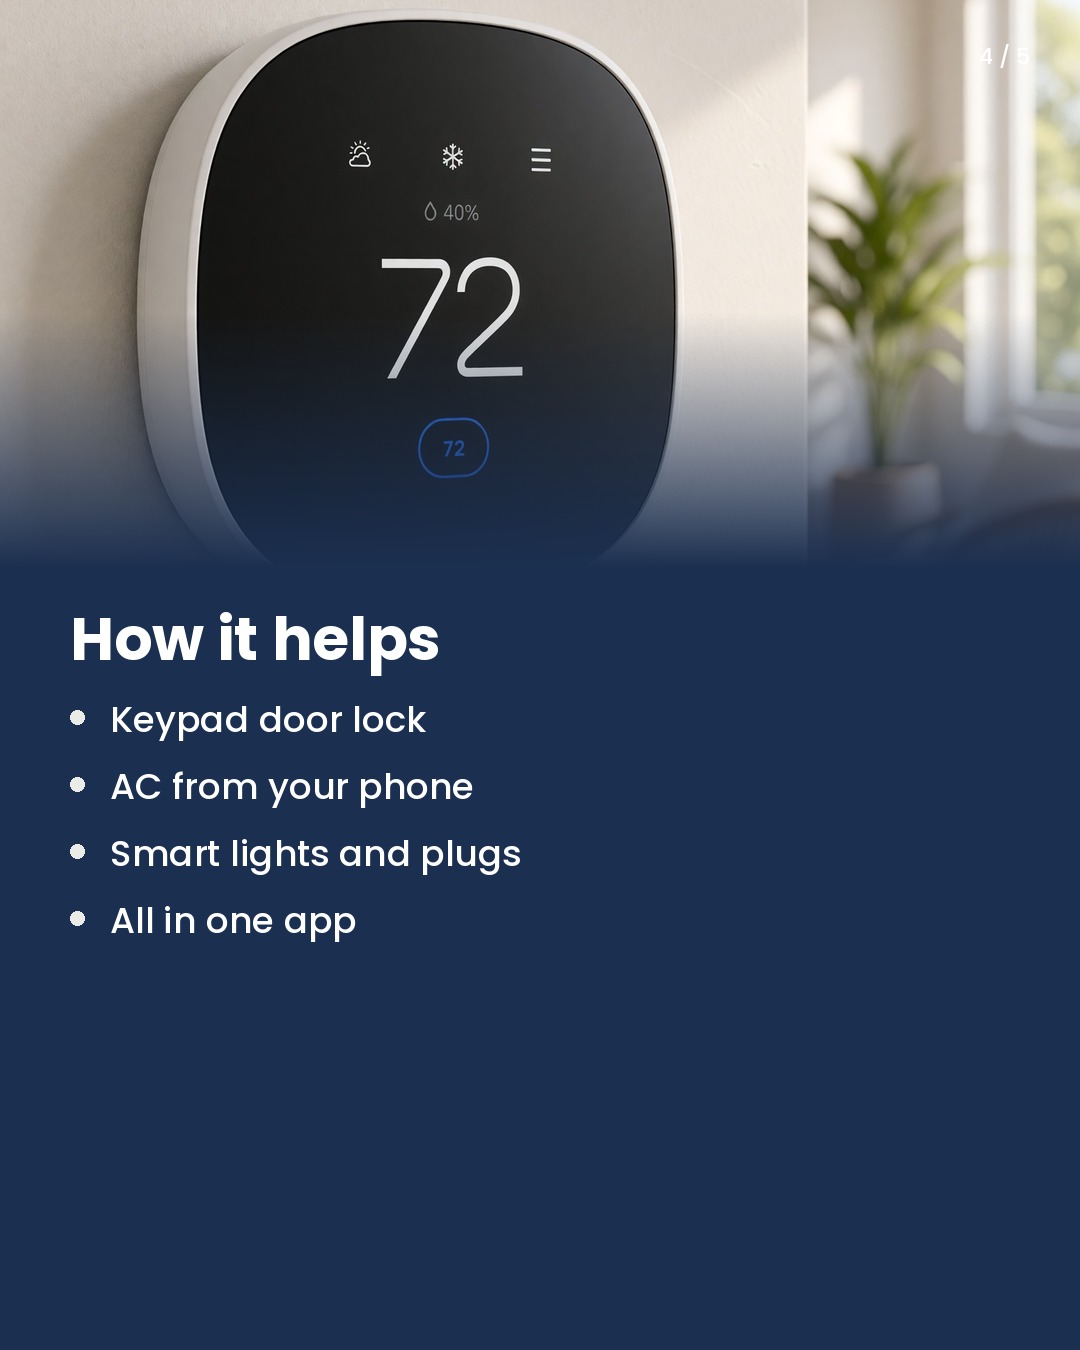 4 / 5
40%
72
72
How it helps
Keypad door lock
AC from your phone
Smart lights and plugs
All in one app